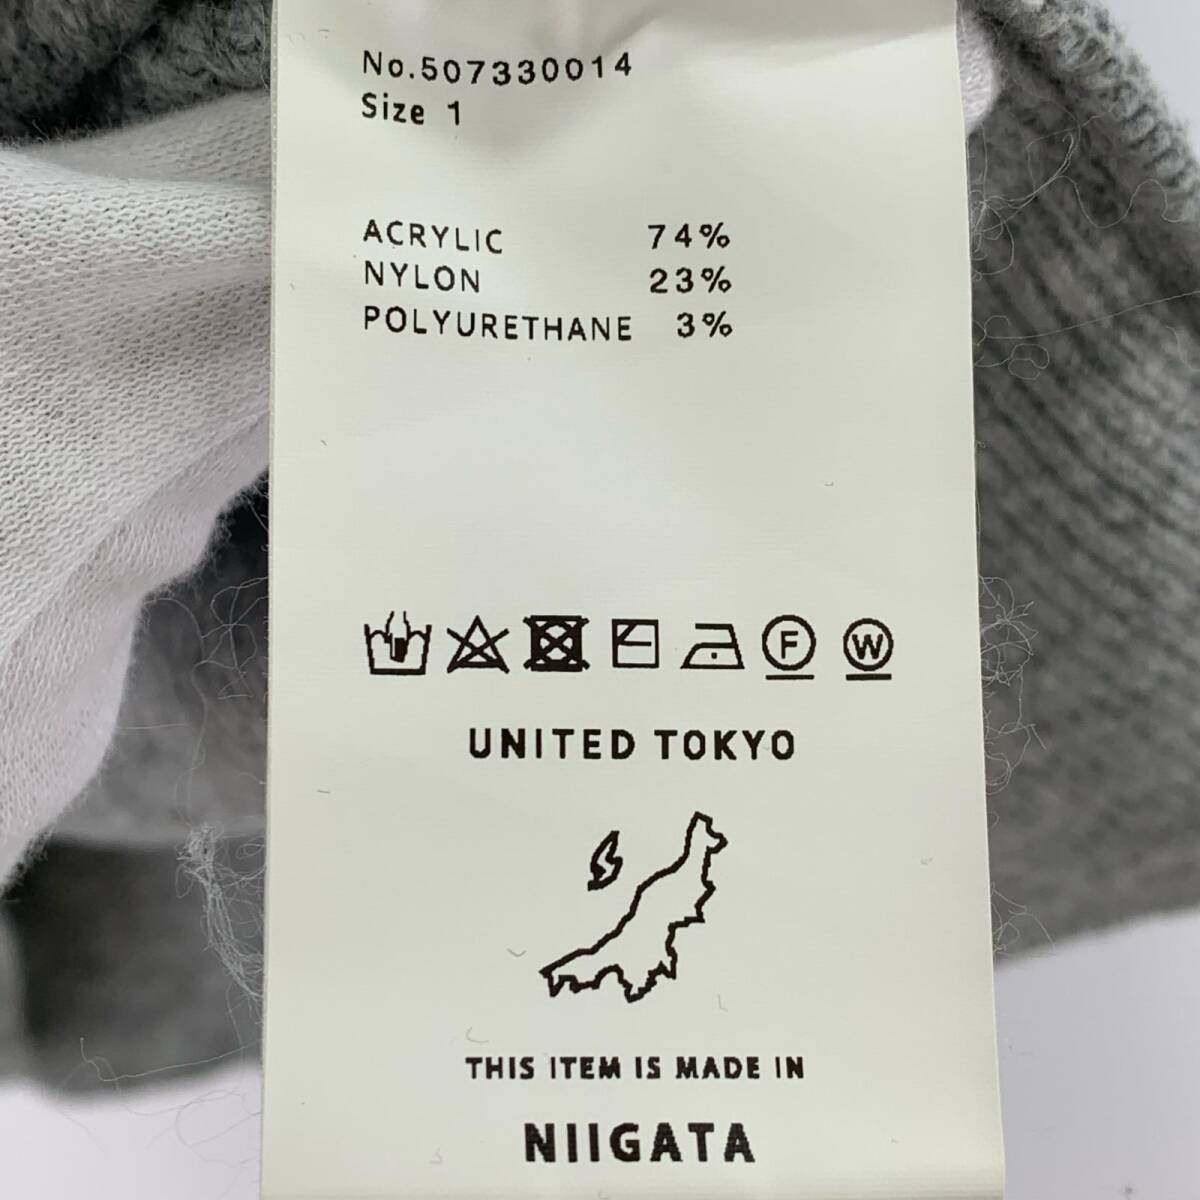 No.507330014
Size 1
ACRYLIC 74%
NYLON 23%
POLYURETHANE 3%
F W
UNITED TOKYO
THIS ITEM IS MADE IN
NIIGATA